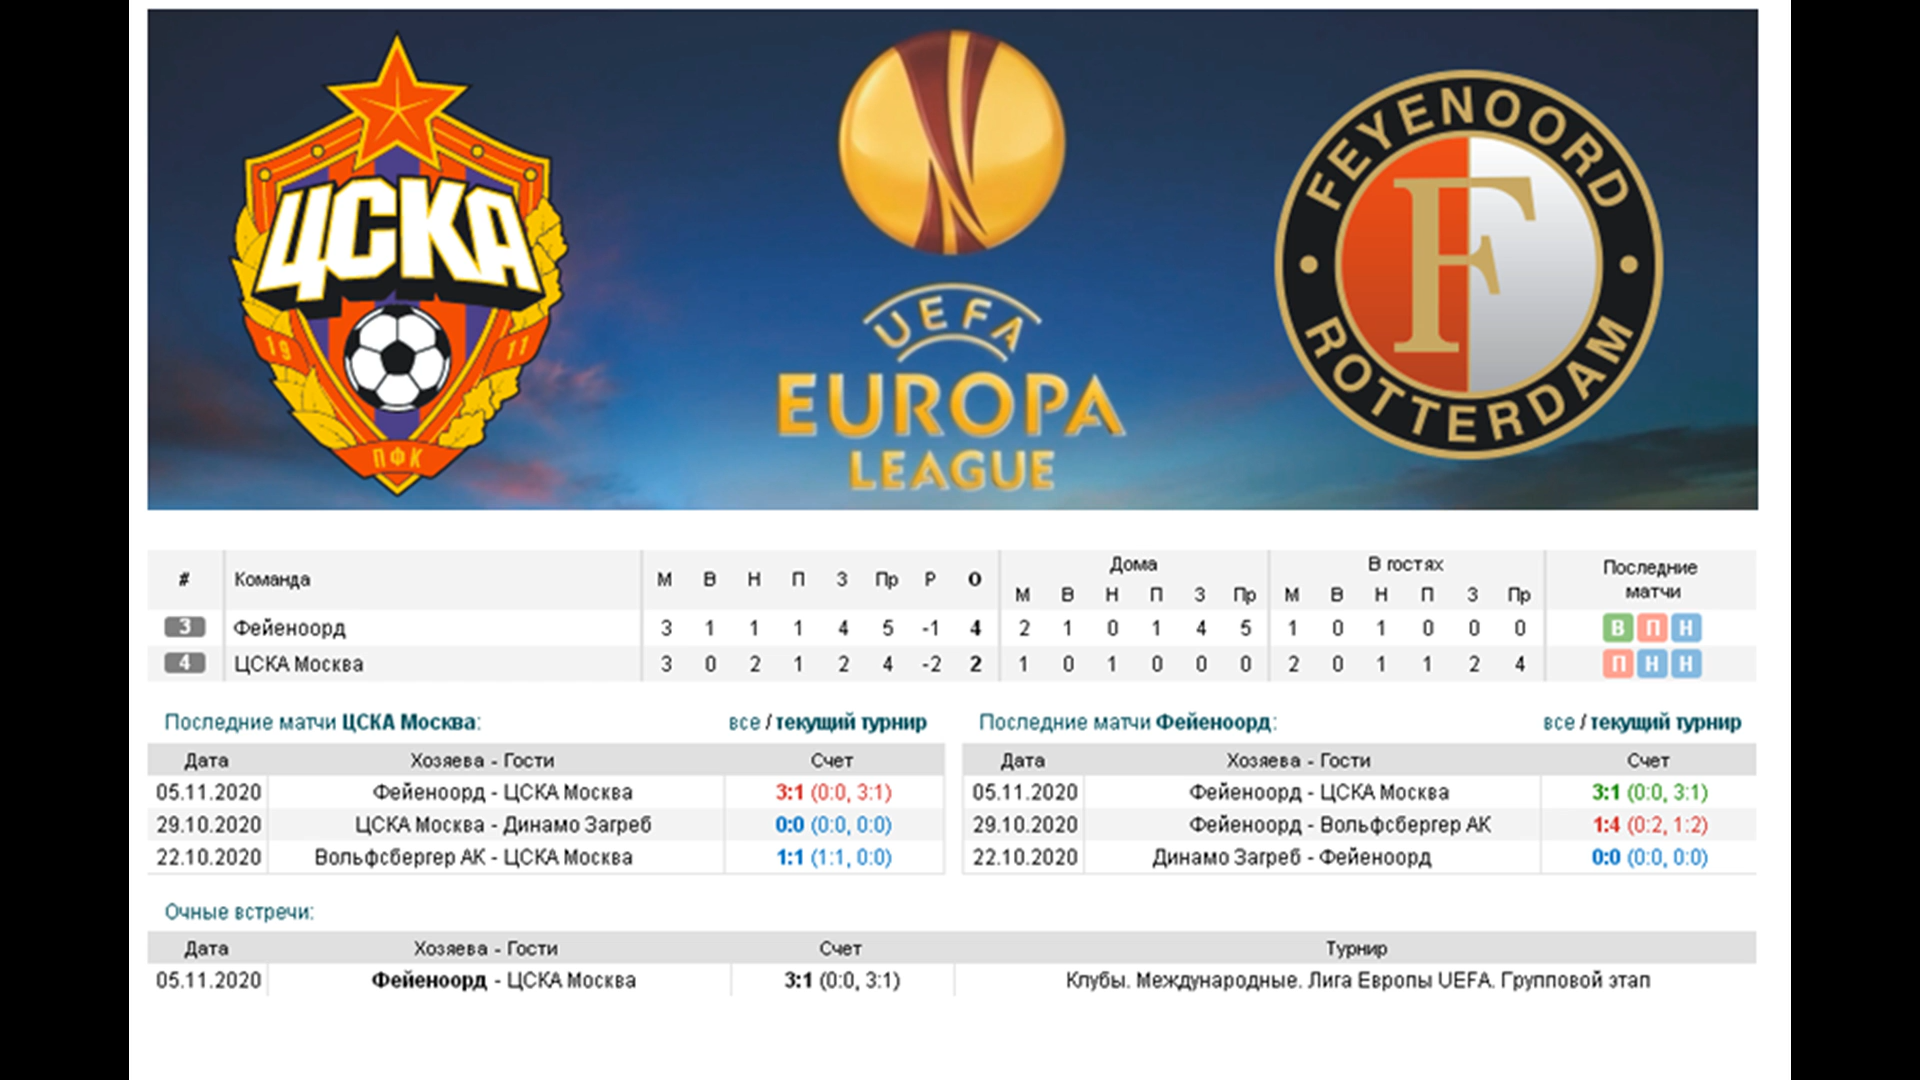 ЦСКА
19 11
ПФК
UEFA
EUROPA
LEAGUE
FEYENOORD
F
ROTTERDAM
# Команда М В Н П З Пр Р О Дома В гостях Последние матчи
М В Н П З Пр М В Н П З Пр
3 Фейеноорд 3 1 1 1 4 5 -1 4 2 1 0 1 4 5 1 0 1 0 0 0 В П Н
4 ЦСКА Москва 3 0 2 1 2 4 -2 2 1 0 1 0 0 0 2 0 1 1 2 4 П Н Н
Последние матчи ЦСКА Москва: все / текущий турнир
Дата Хозяева - Гости Счет
05.11.2020 Фейеноорд - ЦСКА Москва 3:1 (0:0, 3:1)
29.10.2020 ЦСКА Москва - Динамо Загреб 0:0 (0:0, 0:0)
22.10.2020 Вольфсбергер АК - ЦСКА Москва 1:1 (1:1, 0:0)
Последние матчи Фейеноорд: все / текущий турнир
Дата Хозяева - Гости Счет
05.11.2020 Фейеноорд - ЦСКА Москва 3:1 (0:0, 3:1)
29.10.2020 Фейеноорд - Вольфсбергер АК 1:4 (0:2, 1:2)
22.10.2020 Динамо Загреб - Фейеноорд 0:0 (0:0, 0:0)
Очные встречи:
Дата Хозяева - Гости Счет Турнир
05.11.2020 Фейеноорд - ЦСКА Москва 3:1 (0:0, 3:1) Клубы. Международные. Лига Европы UEFA. Групповой этап